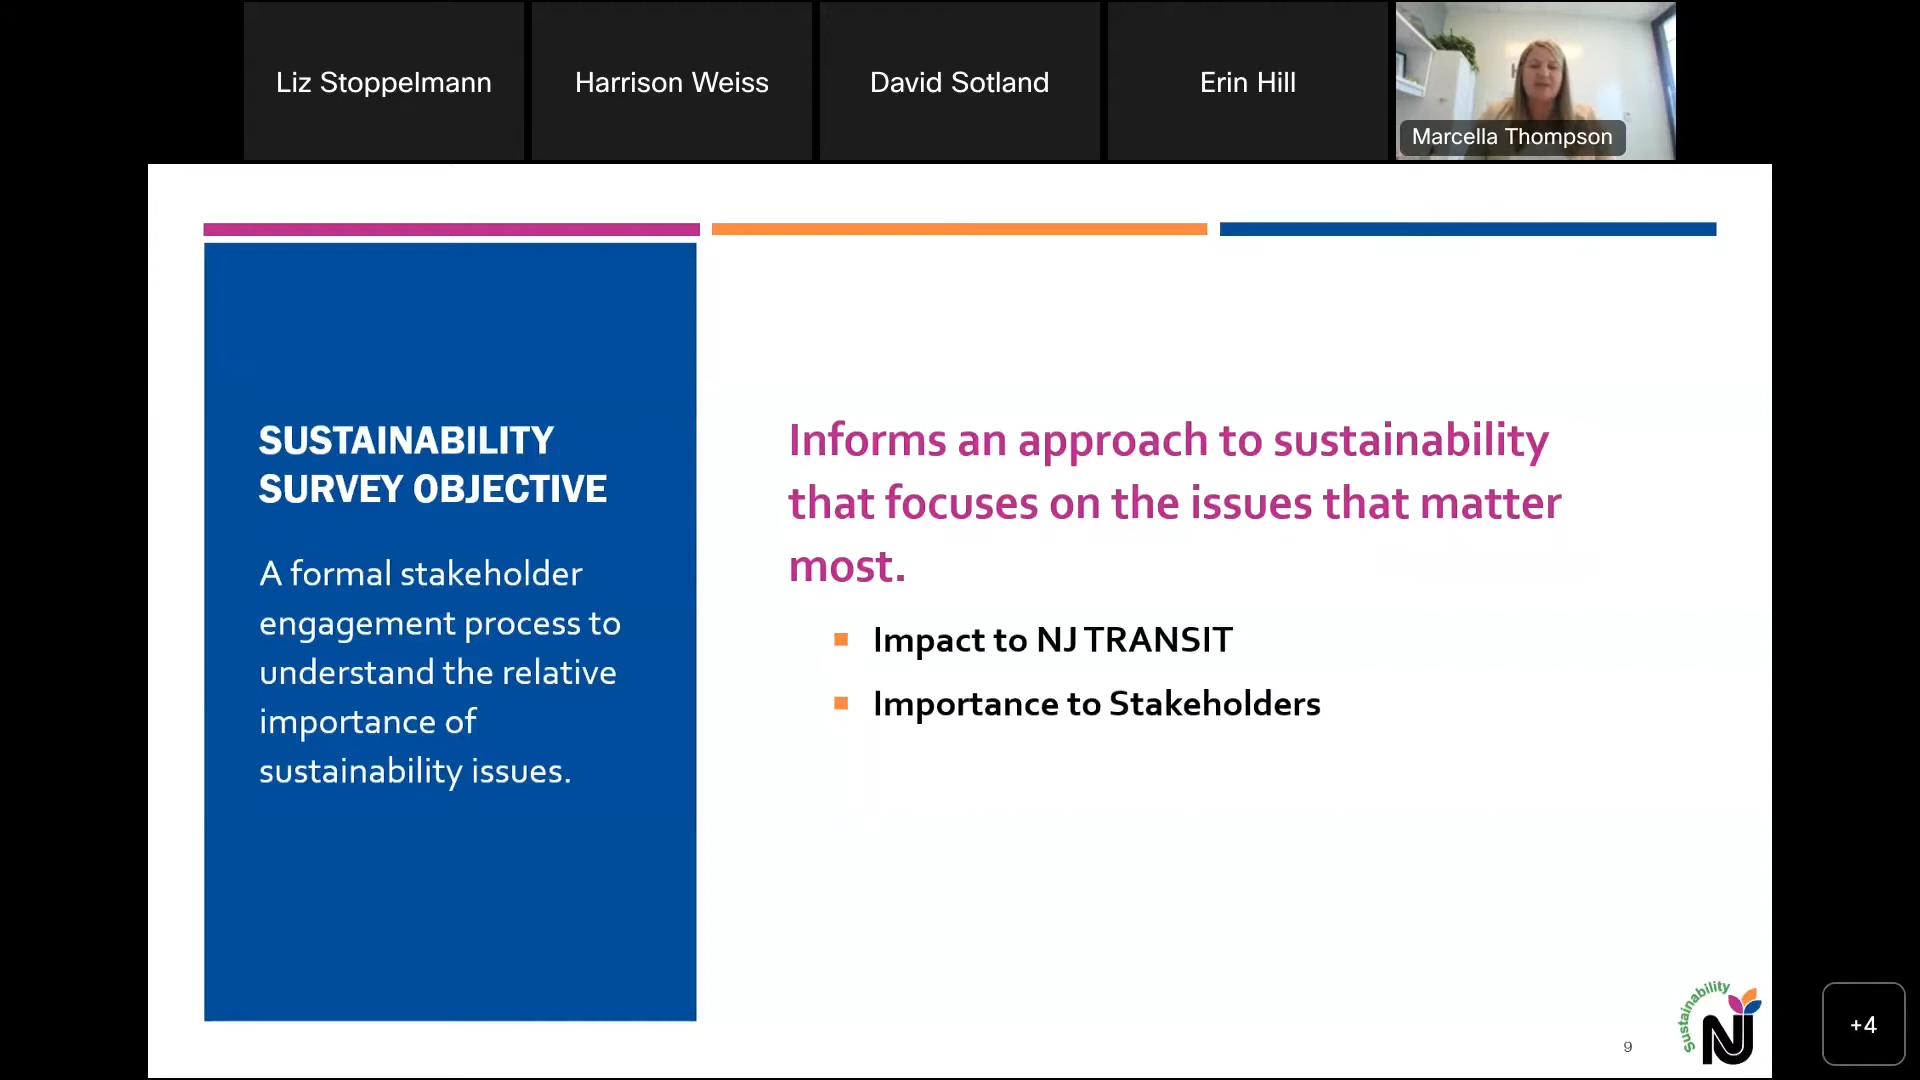 Liz Stoppelmann
Harrison Weiss
David Sotland
Erin Hill
Marcella Thompson
SUSTAINABILITY
SURVEY OBJECTIVE
A formal stakeholder
engagement process to
understand the relative
importance of
sustainability issues.
Informs an approach to sustainability
that focuses on the issues that matter
most.
Impact to NJ TRANSIT
Importance to Stakeholders
9
Sustainability
NJ
+4